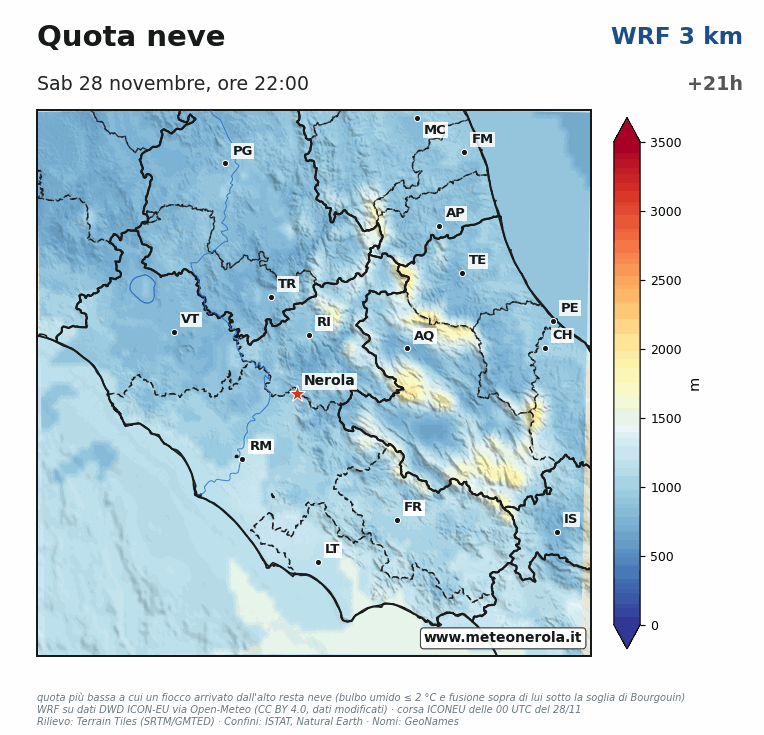 Quota neve
WRF 3 km
Sab 28 novembre, ore 22:00
+21h
MC
FM
PG
AP
TE
TR
PE
VT
RI
AQ
CH
Nerola
RM
FR
IS
LT
www.meteonerola.it
3500
3000
2500
2000
1500
1000
500
0
m
quota più bassa a cui un fiocco arrivato dall'alto resta neve (bulbo umido ≤ 2 °C e fusione sopra di lui sotto la soglia di Bourgouin)
WRF su dati DWD ICON-EU via Open-Meteo (CC BY 4.0, dati modificati) · corsa ICONEU delle 00 UTC del 28/11
Rilievo: Terrain Tiles (SRTM/GMTED) · Confini: ISTAT, Natural Earth · Nomi: GeoNames